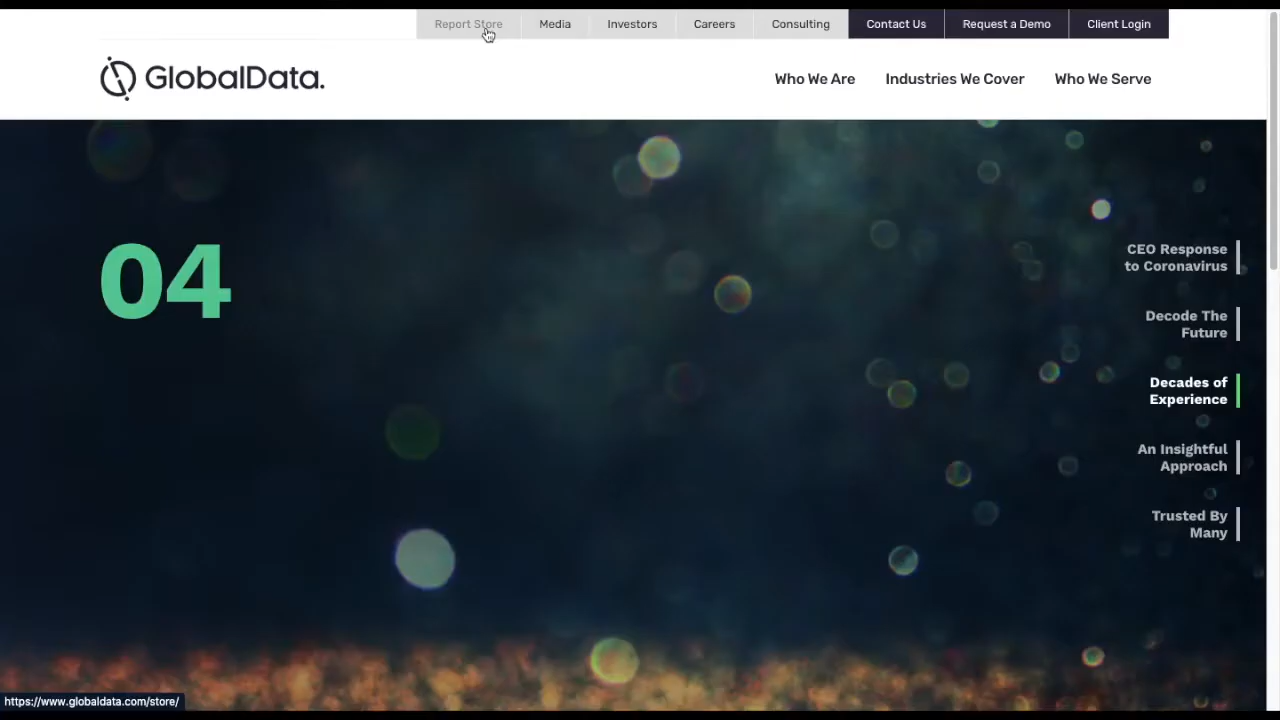 Report Store Media Investors Careers Consulting Contact Us Request a Demo Client Login
GlobalData.
Who We Are Industries We Cover Who We Serve
04
CEO Response
to Coronavirus
Decode The
Future
Decades of
Experience
An Insightful
Approach
Trusted By
Many
https://www.globaldata.com/store/